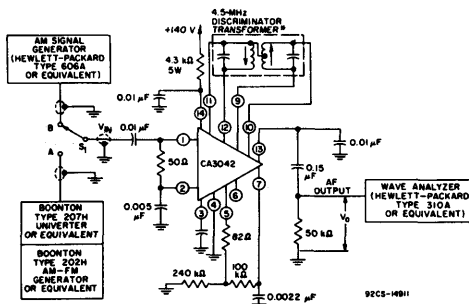 4.5-MHz
DISCRIMINATOR
TRANSFORMER*
AM SIGNAL
GENERATOR
(HEWLETT-PACKARD
TYPE 606A
OR EQUIVALENT)
+140 V
4.3 kΩ
5W
0.01 µF
11
12
9
10
14
13
B
VIN
0.01 µF
S1
A
1
50Ω
2
CA3042
3
4
5
6
7
0.005
µF
82Ω
240 kΩ
100
kΩ
0.0022 µF
0.01 µF
0.15
µF
AF
OUTPUT
50 kΩ
Vo
WAVE ANALYZER
(HEWLETT-PACKARD
TYPE 310A
OR EQUIVALENT)
BOONTON
TYPE 207H
UNIVERTER
OR EQUIVALENT
BOONTON
TYPE 202H
AM-FM
GENERATOR OR
EQUIVALENT
92CS-14911